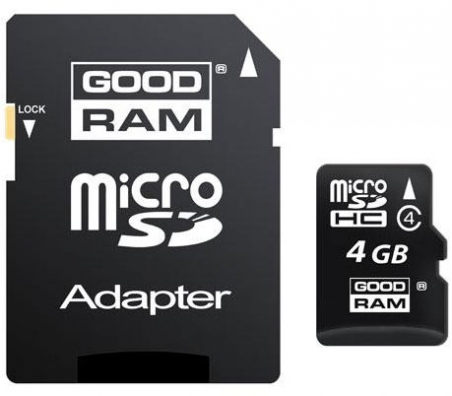 GOOD
RAM ®
LOCK
micro
SD
Adapter
micro
SD
HC 4
4 GB
GOOD
RAM ®